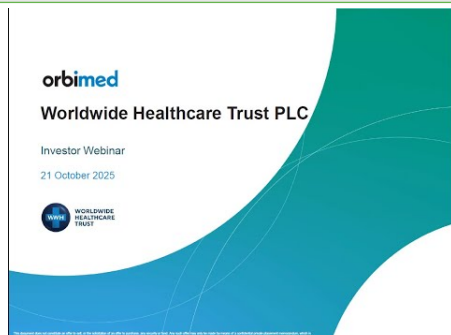 orbimed
Worldwide Healthcare Trust PLC
Investor Webinar
21 October 2025
WWH
WORLDWIDE
HEALTHCARE
TRUST